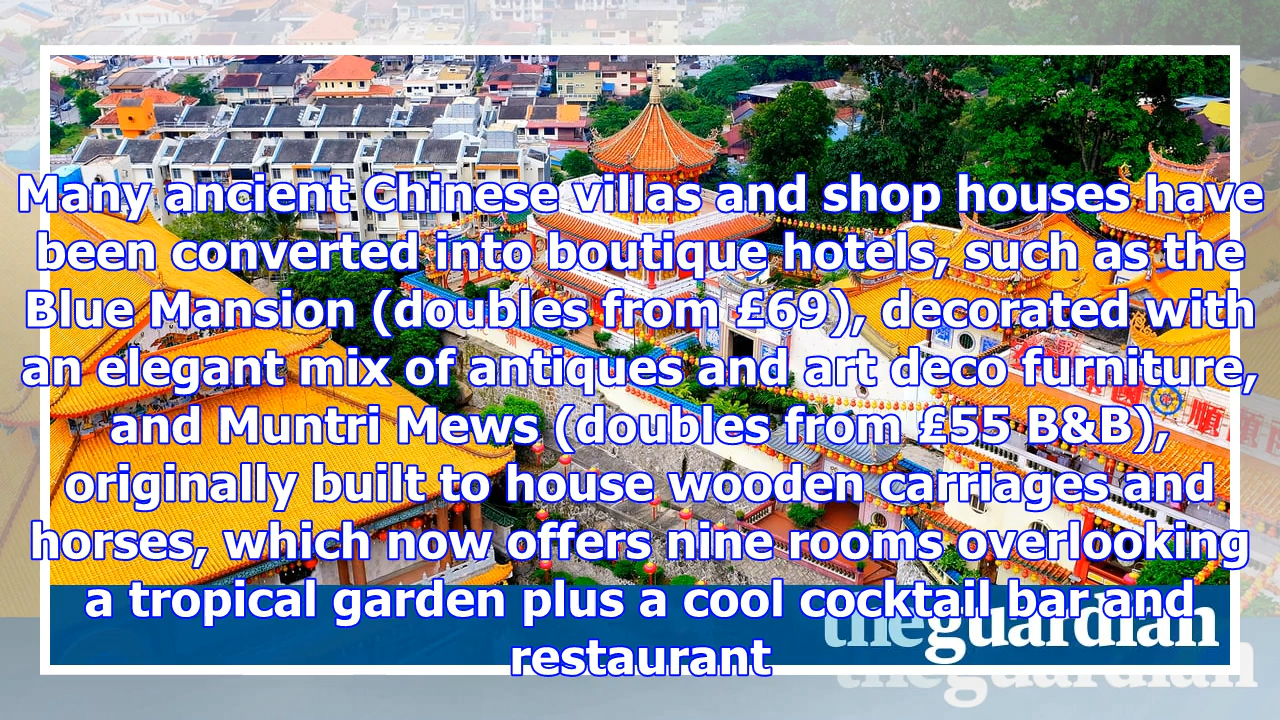 Many ancient Chinese villas and shop houses have
been converted into boutique hotels, such as the
Blue Mansion (doubles from £69), decorated with
an elegant mix of antiques and art deco furniture,
and Muntri Mews (doubles from £55 B&B),
originally built to house wooden carriages and
horses, which now offers nine rooms overlooking
a tropical garden plus a cool cocktail bar and
restaurant
theguardian
theguardian